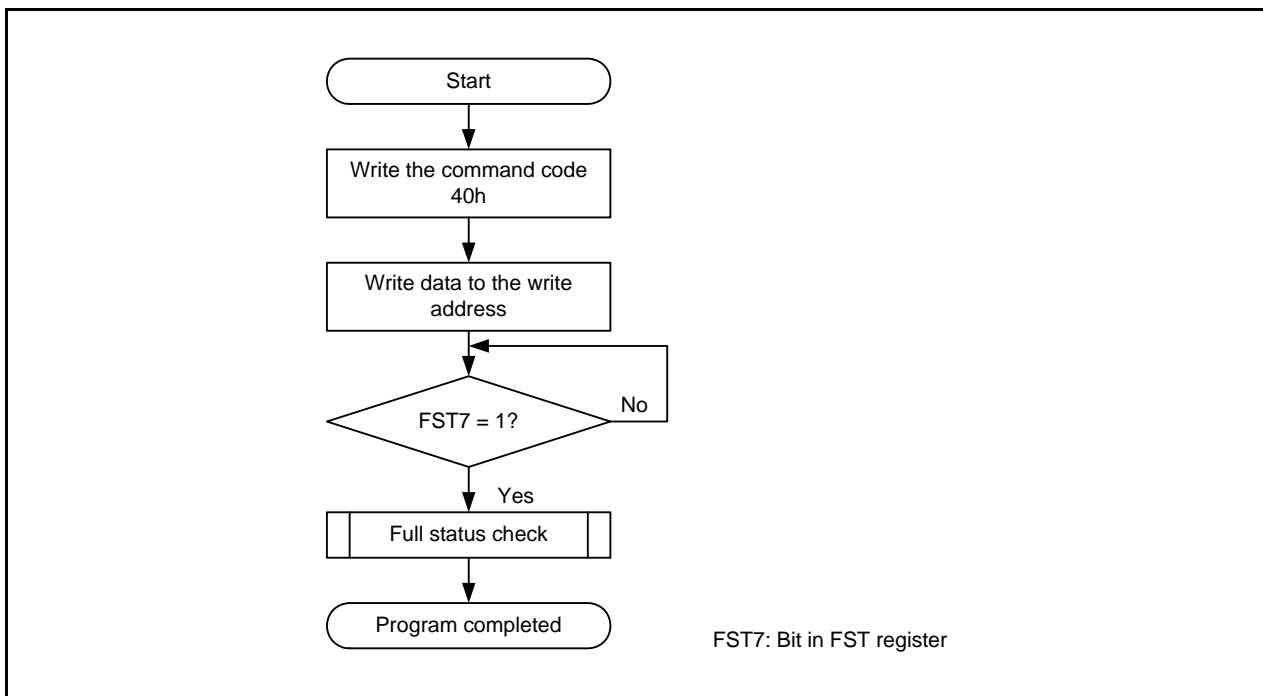 Start
Write the command code
40h
Write data to the write
address
FST7 = 1?
No
Yes
Full status check
Program completed
FST7: Bit in FST register